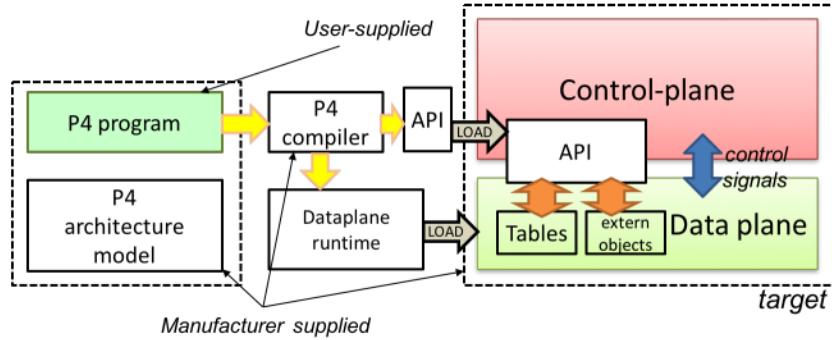 User-supplied
P4 program
P4
compiler
API
LOAD
Control-plane
API
control
signals
P4
architecture
model
Dataplane
runtime
LOAD
Tables
extern
objects
Data plane
target
Manufacturer supplied